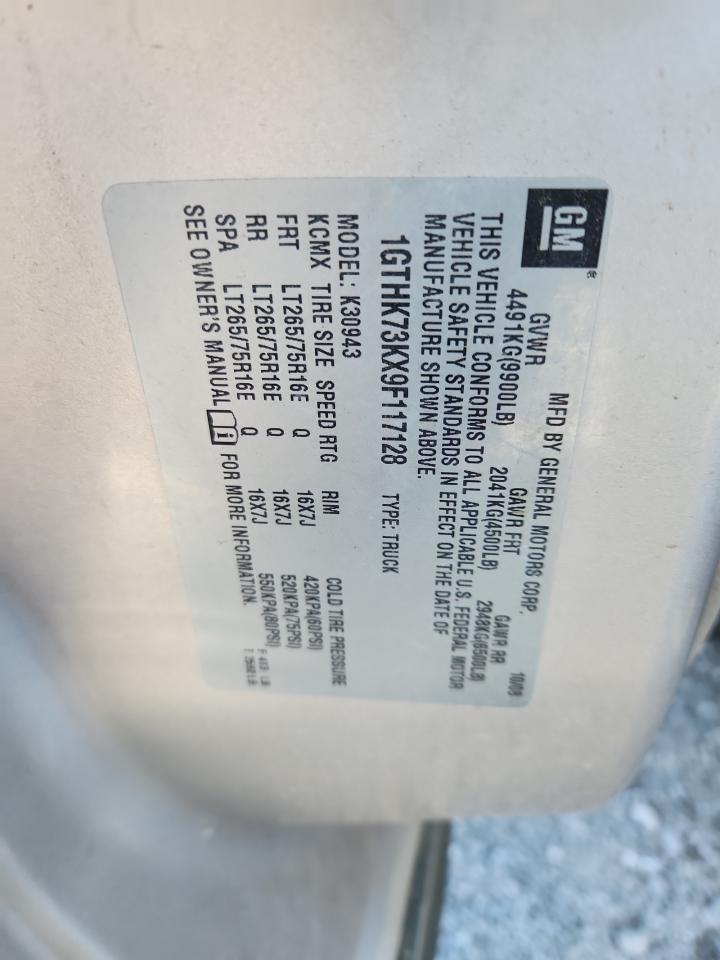 GM
MFD BY GENERAL MOTORS CORP. 10/08
GVWR GAWR FRT GAWR RR
4491KG(9900LB) 2041KG(4500LB) 2948KG(6500LB)
THIS VEHICLE CONFORMS TO ALL APPLICABLE U.S. FEDERAL MOTOR
VEHICLE SAFETY STANDARDS IN EFFECT ON THE DATE OF
MANUFACTURE SHOWN ABOVE.
1GTHK73KX9F117128 TYPE: TRUCK
MODEL: K30943
KCMX TIRE SIZE SPEED RTG RIM COLD TIRE PRESSURE
FRT LT265/75R16E Q 16X7J 420KPA(60PSI)
RR LT265/75R16E Q 16X7J 520KPA(75PSI)
SPA LT265/75R16E Q 16X7J 550KPA(80PSI)
SEE OWNER'S MANUAL FOR MORE INFORMATION.